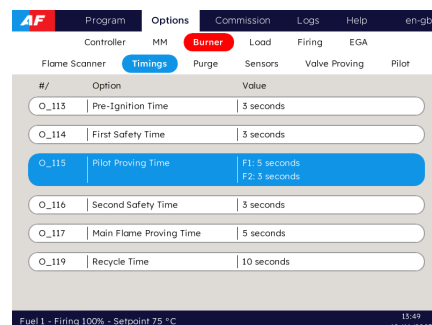 AF Program Options Commission Logs Help en-gb
Controller MM Burner Load Firing EGA
Flame Scanner Timings Purge Sensors Valve Proving Pilot
#/ Option Value
O_113 Pre-Ignition Time 3 seconds
O_114 First Safety Time 3 seconds
O_115 Pilot Proving Time F1: 5 seconds
F2: 3 seconds
O_116 Second Safety Time 3 seconds
O_117 Main Flame Proving Time 5 seconds
O_119 Recycle Time 10 seconds
Fuel 1 - Firing 100% - Setpoint 75 °C 13:49